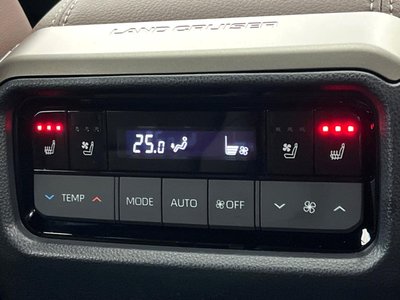 LAND CRUISER
25.0
TEMP MODE AUTO OFF